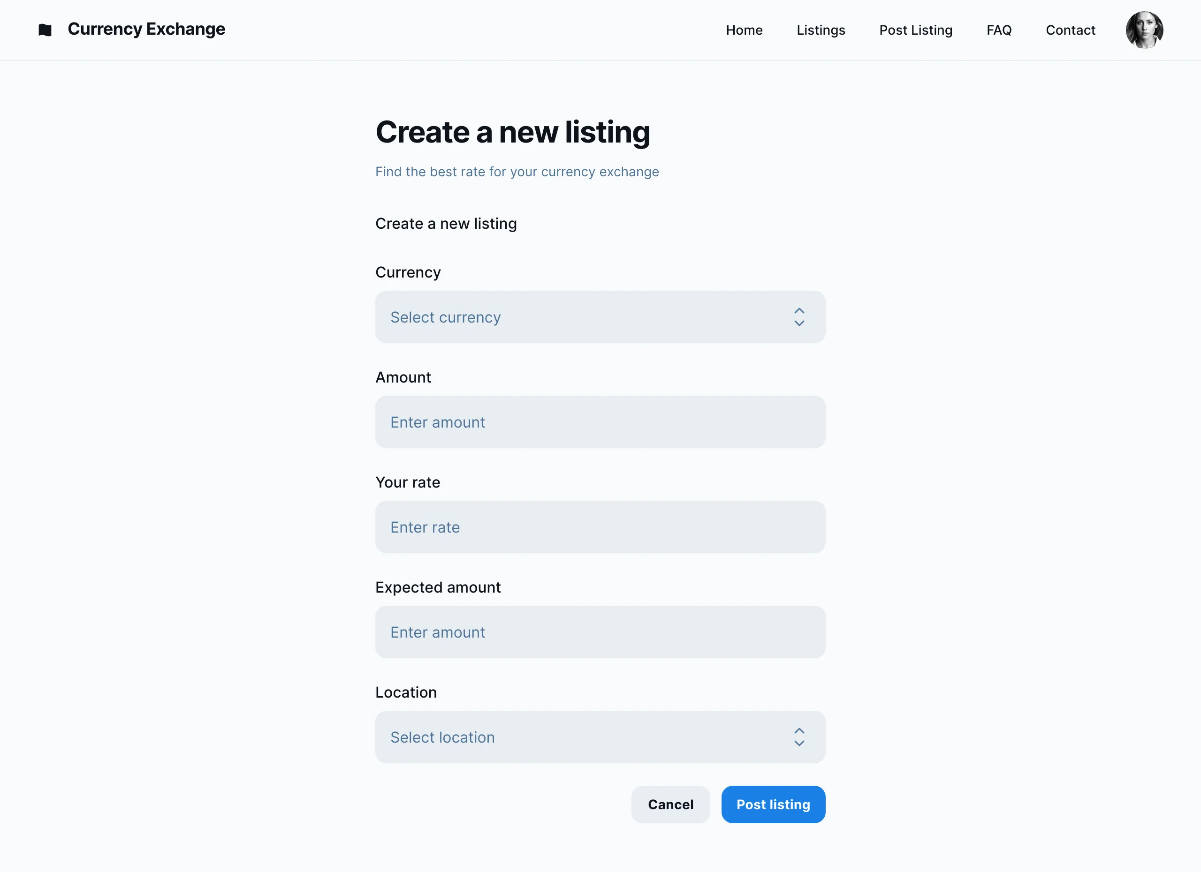 Currency Exchange
Home Listings Post Listing FAQ Contact
Create a new listing
Find the best rate for your currency exchange
Create a new listing
Currency
Select currency
Amount
Enter amount
Your rate
Enter rate
Expected amount
Enter amount
Location
Select location
Cancel Post listing